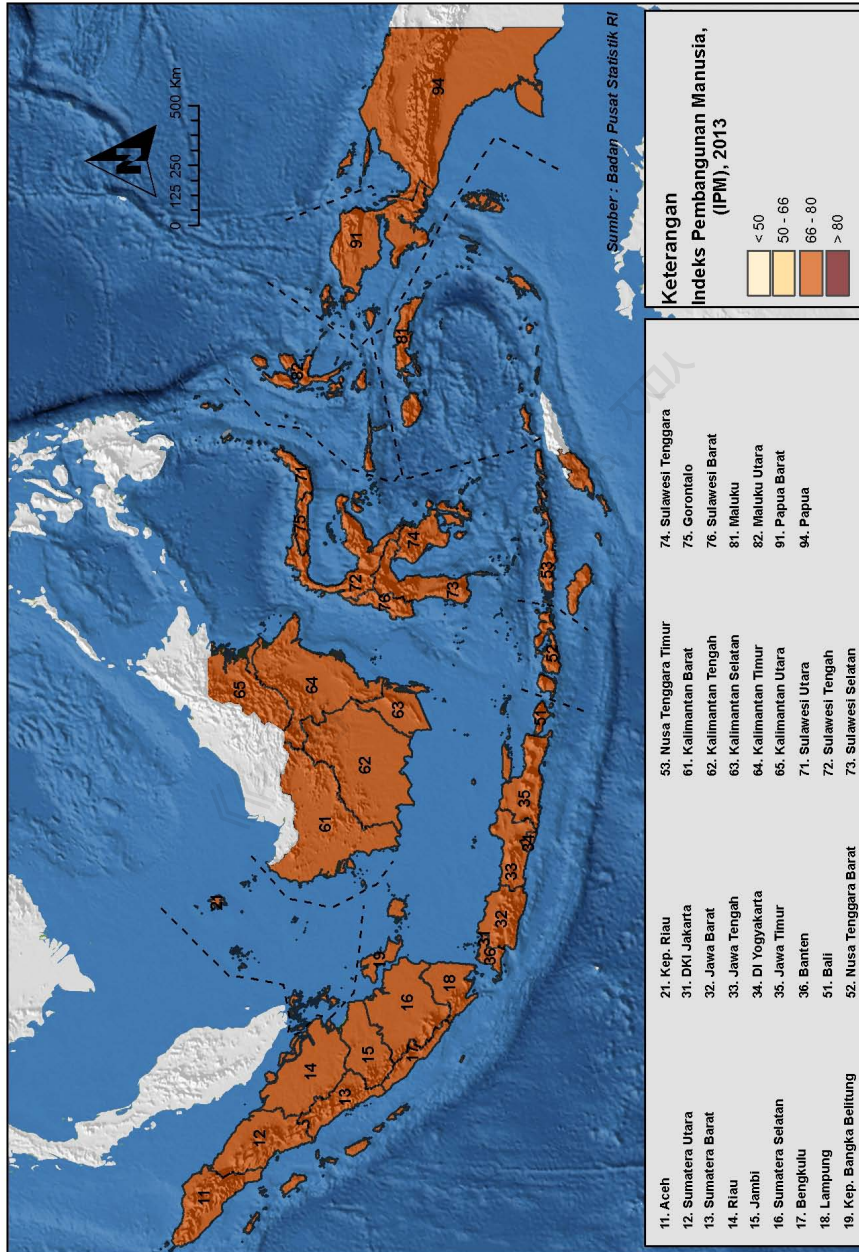 N
0 125 250 500 Km
11
12
13
14
15
16
17
18
19
21
31
36
32
33
34
35
51
52
53
61
62
63
64
65
71
75
72
76
73
74
81
82
91
94
Sumber : Badan Pusat Statistik RI
11. Aceh
12. Sumatera Utara
13. Sumatera Barat
14. Riau
15. Jambi
16. Sumatera Selatan
17. Bengkulu
18. Lampung
19. Kep. Bangka Belitung
21. Kep. Riau
31. DKI Jakarta
32. Jawa Barat
33. Jawa Tengah
34. DI Yogyakarta
35. Jawa Timur
36. Banten
51. Bali
52. Nusa Tenggara Barat
53. Nusa Tenggara Timur
61. Kalimantan Barat
62. Kalimantan Tengah
63. Kalimantan Selatan
64. Kalimantan Timur
65. Kalimantan Utara
71. Sulawesi Utara
72. Sulawesi Tengah
73. Sulawesi Selatan
74. Sulawesi Tenggara
75. Gorontalo
76. Sulawesi Barat
81. Maluku
82. Maluku Utara
91. Papua Barat
94. Papua
Keterangan
Indeks Pembangunan Manusia,
(IPM), 2013
< 50
50 - 66
66 - 80
> 80